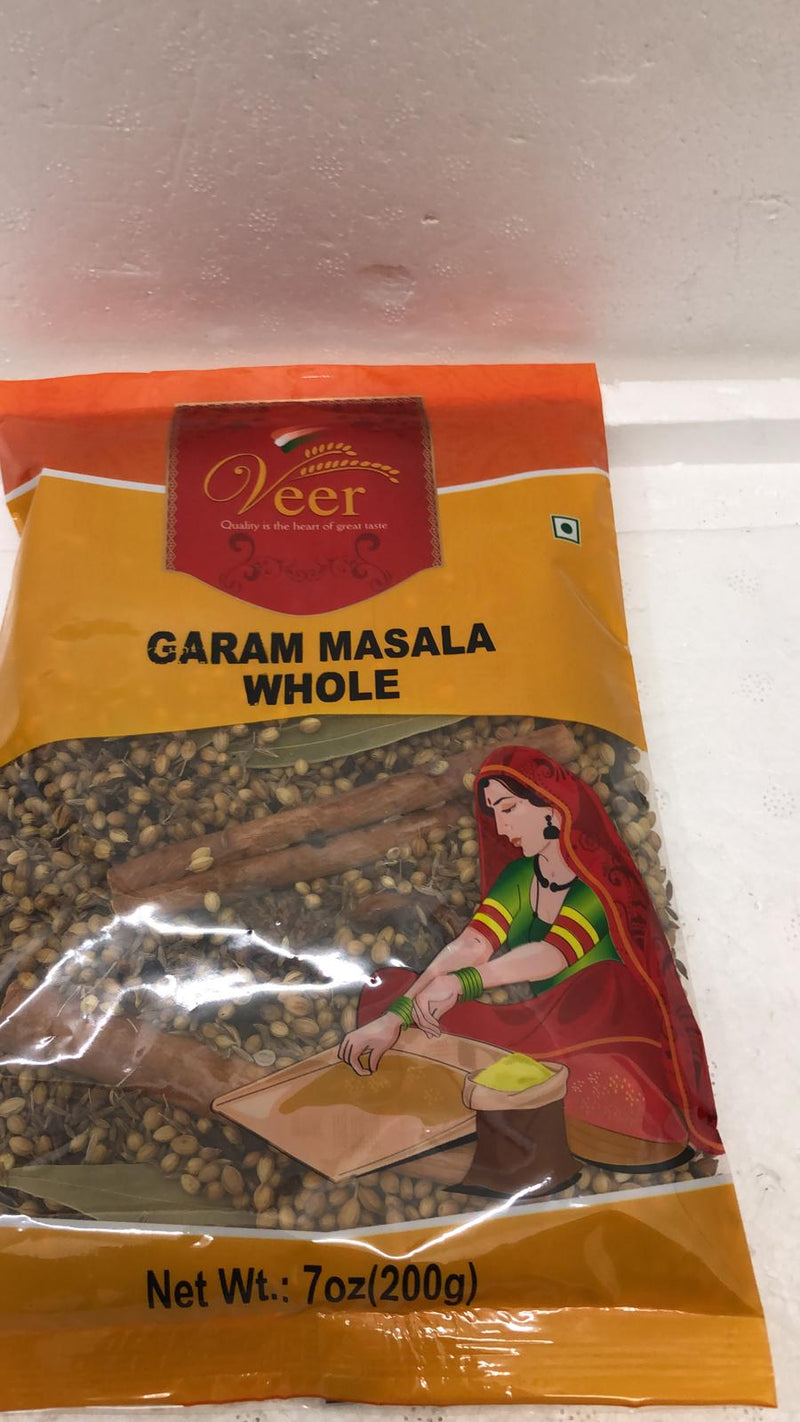 Veer
Quality is the heart of great taste
GARAM MASALA
WHOLE
Net Wt.: 7oz(200g)